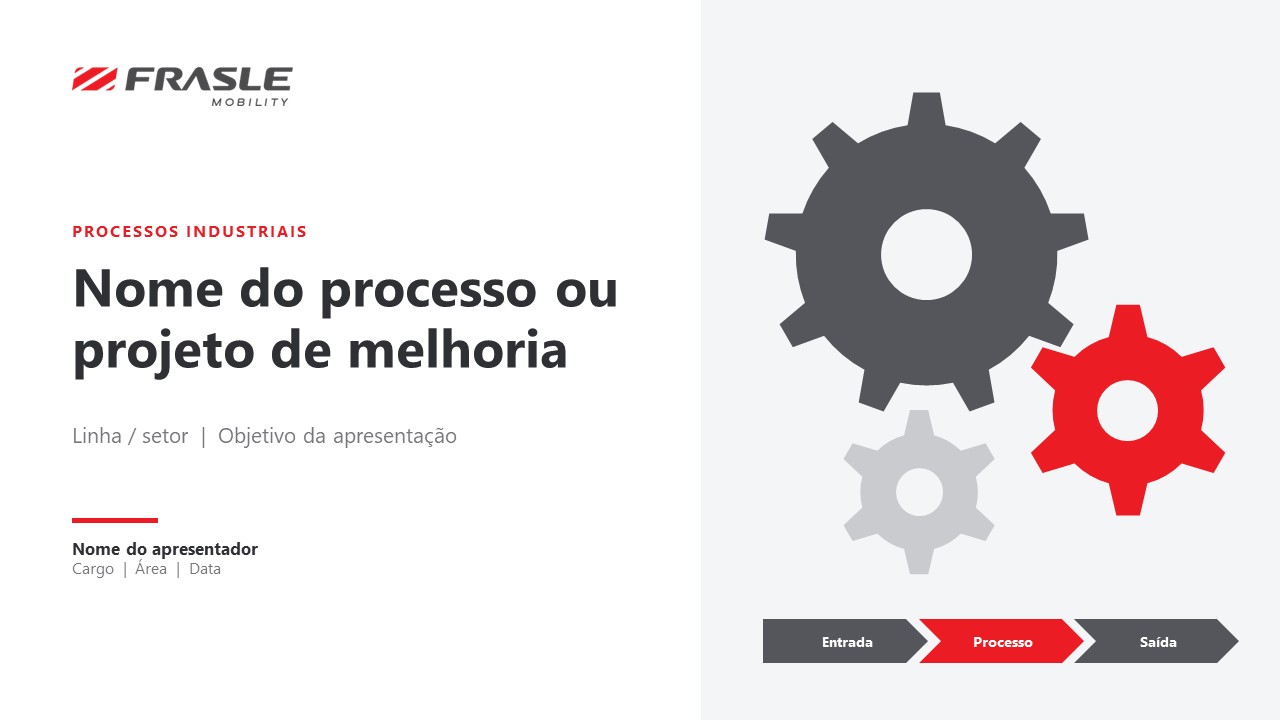 FRASLE
MOBILITY
PROCESSOS INDUSTRIAIS
Nome do processo ou
projeto de melhoria
Linha / setor | Objetivo da apresentação
Nome do apresentador
Cargo | Área | Data
Entrada
Processo
Saída